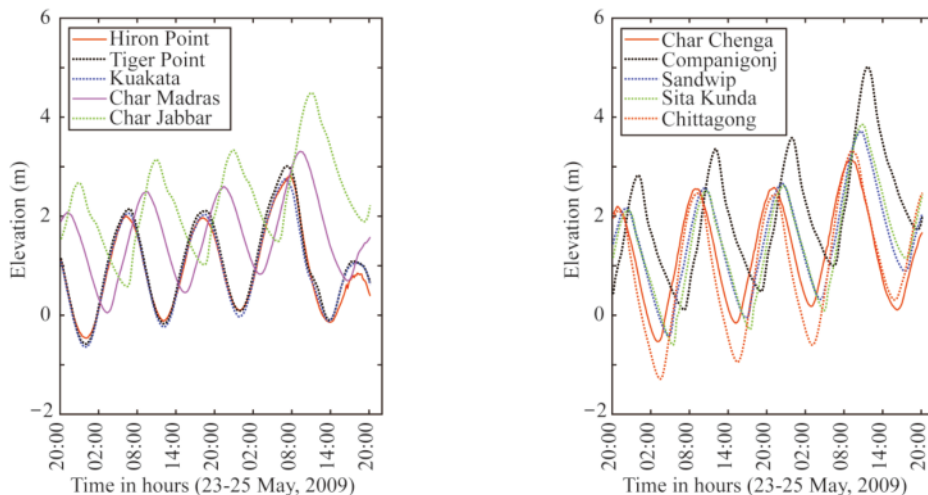 6
4
2
0
−2
Elevation (m)
Hiron Point
Tiger Point
Kuakata
Char Madras
Char Jabbar
20:00
02:00
08:00
14:00
20:00
02:00
08:00
14:00
20:00
Time in hours (23-25 May, 2009)
6
4
2
0
−2
Elevation (m)
Char Chenga
Companigonj
Sandwip
Sita Kunda
Chittagong
20:00
02:00
08:00
14:00
20:00
02:00
08:00
14:00
20:00
Time in hours (23-25 May, 2009)